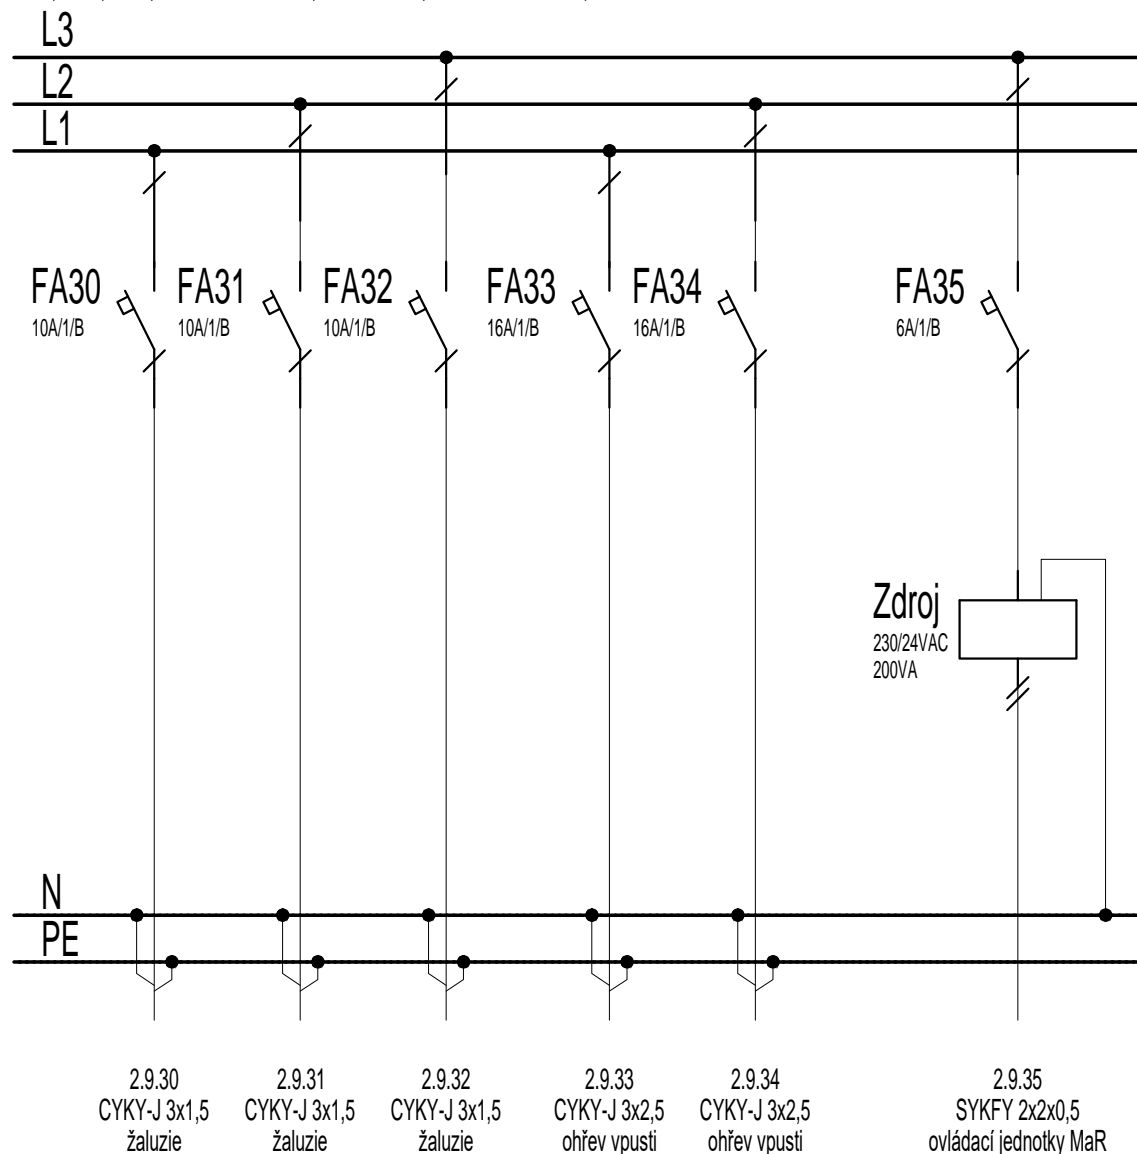 L3
L2
L1
FA30
10A/1/B
FA31
10A/1/B
FA32
10A/1/B
FA33
16A/1/B
FA34
16A/1/B
FA35
6A/1/B
Zdroj
230/24VAC
200VA
N
PE
2.9.30
CYKY-J 3x1,5
žaluzie
2.9.31
CYKY-J 3x1,5
žaluzie
2.9.32
CYKY-J 3x1,5
žaluzie
2.9.33
CYKY-J 3x2,5
ohřev vpusti
2.9.34
CYKY-J 3x2,5
ohřev vpusti
2.9.35
SYKFY 2x2x0,5
ovládací jednotky MaR